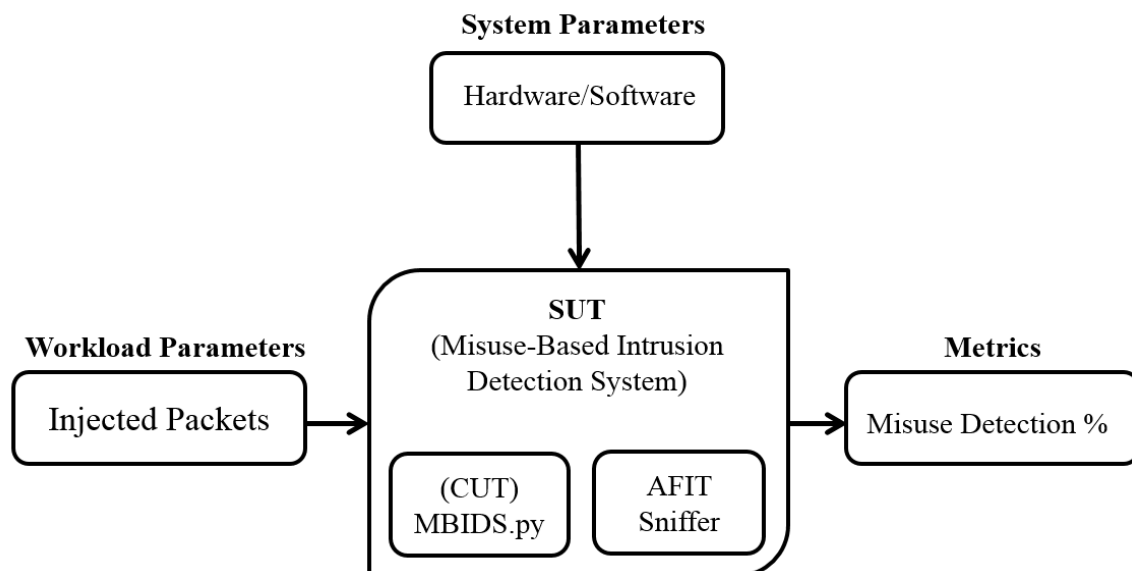 System Parameters
Hardware/Software
SUT
(Misuse-Based Intrusion
Detection System)
Workload Parameters
Injected Packets
Metrics
Misuse Detection %
(CUT)
MBIDS.py
AFIT
Sniffer